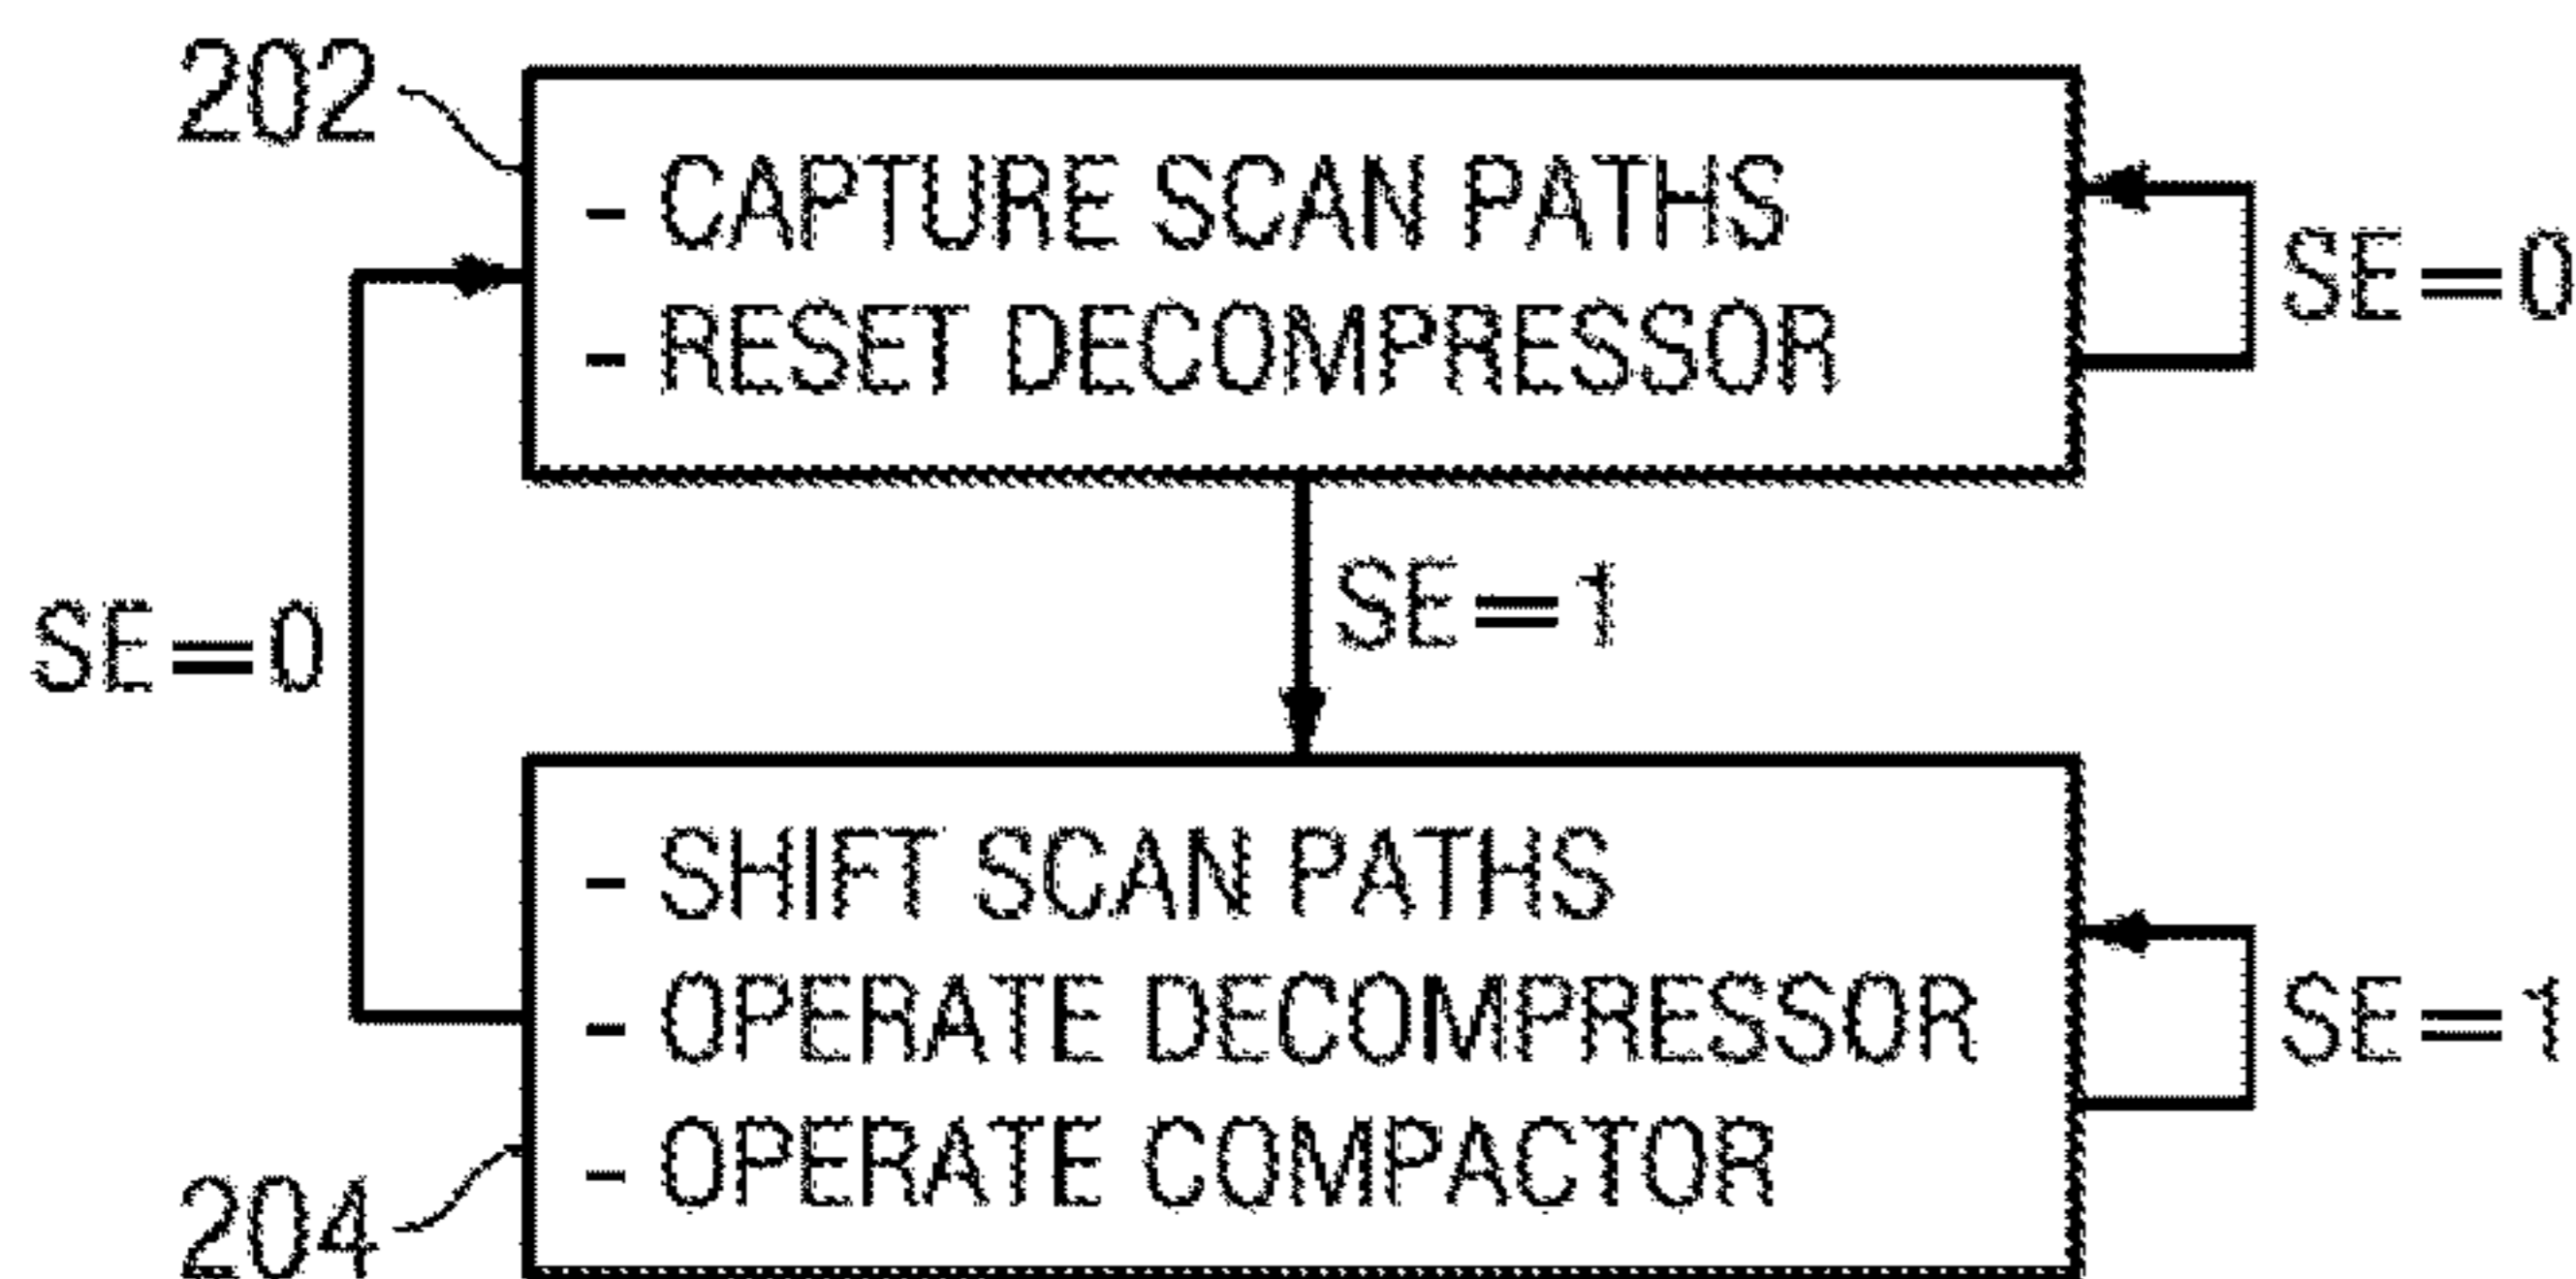 202
- CAPTURE SCAN PATHS
- RESET DECOMPRESSOR
SE=0
SE=0
SE=1
- SHIFT SCAN PATHS
- OPERATE DECOMPRESSOR
- OPERATE COMPACTOR
SE=1
204